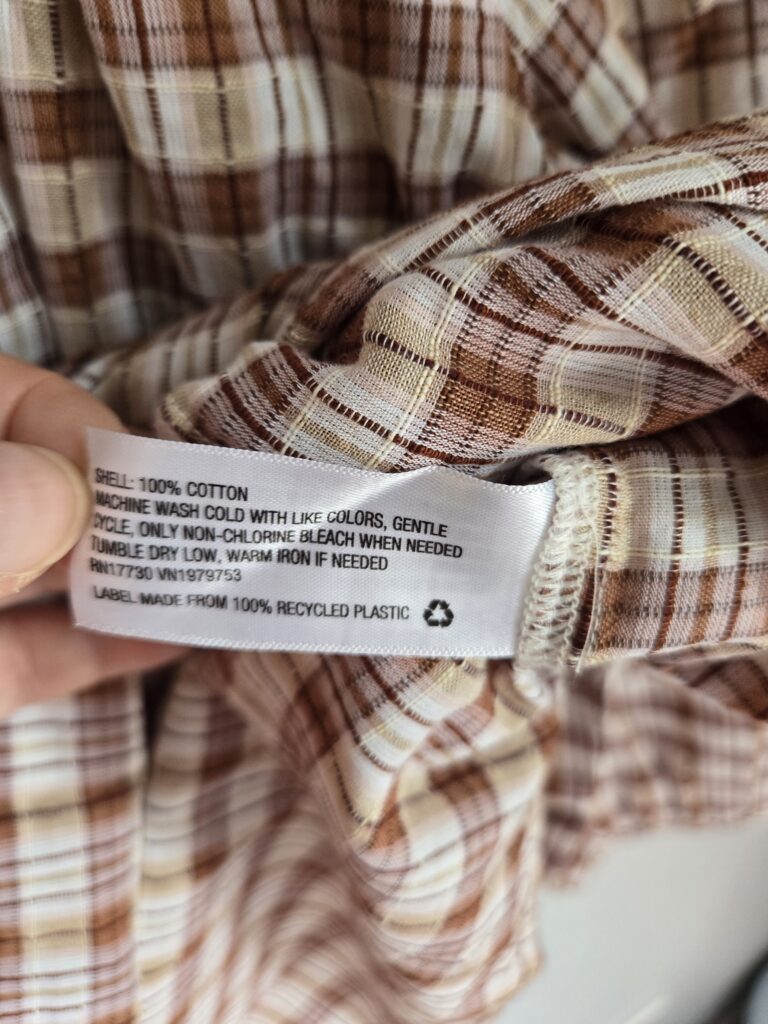 SHELL: 100% COTTON
MACHINE WASH COLD WITH LIKE COLORS, GENTLE
CYCLE, ONLY NON-CHLORINE BLEACH WHEN NEEDED
TUMBLE DRY LOW, WARM IRON IF NEEDED
RN17730 VN1979753
LABEL MADE FROM 100% RECYCLED PLASTIC